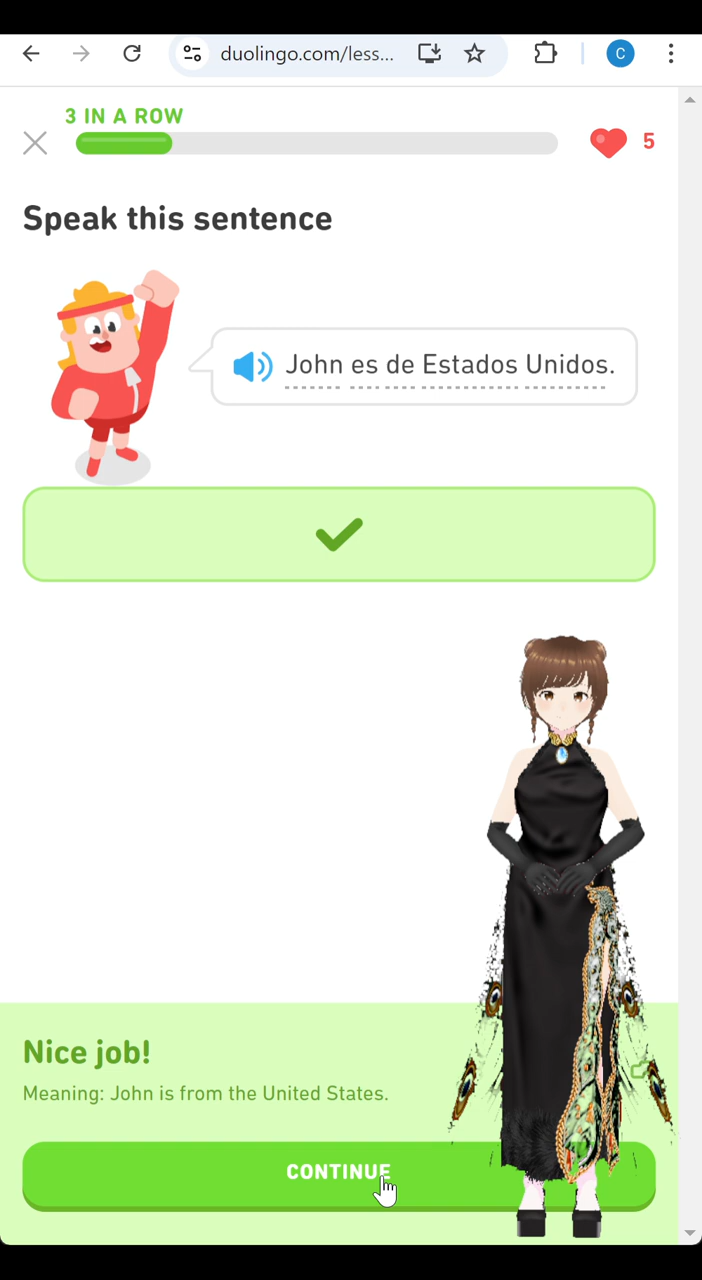 duolingo.com/less...
C
3 IN A ROW
5
Speak this sentence
John es de Estados Unidos.
Nice job!
Meaning: John is from the United States.
CONTINUE